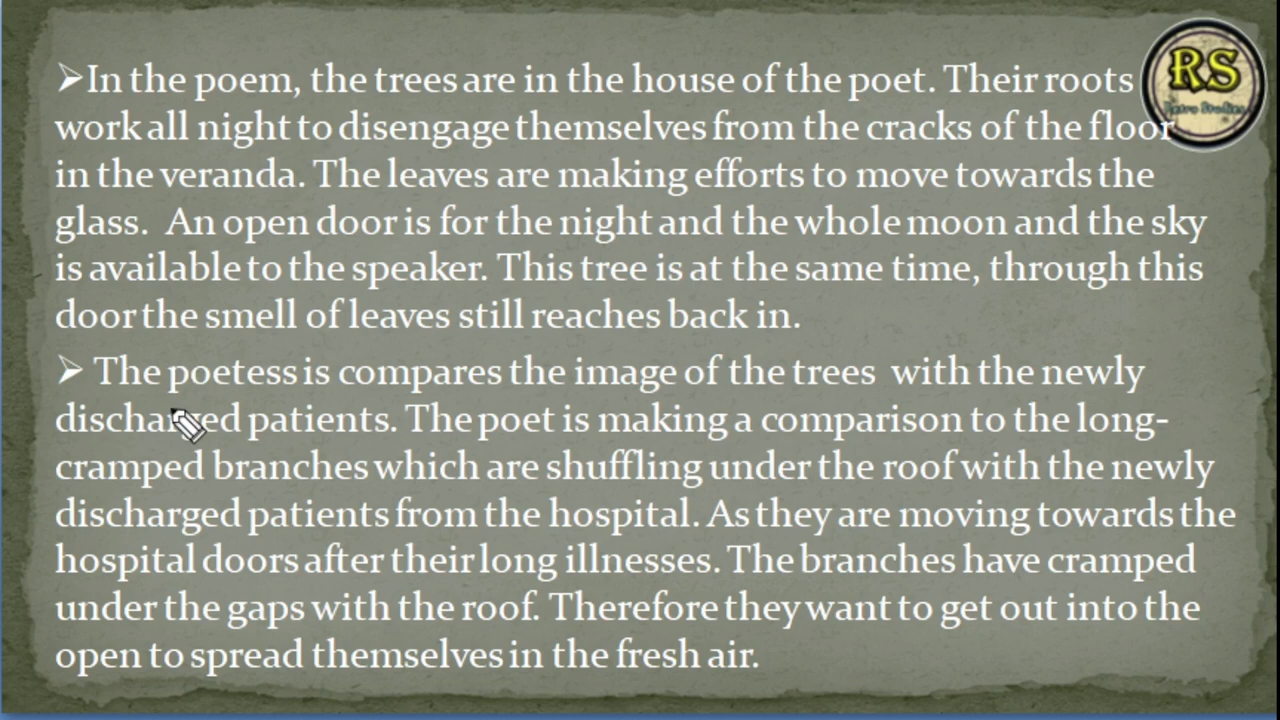 RS
Retro Studies
➢In the poem, the trees are in the house of the poet. Their roots
work all night to disengage themselves from the cracks of the floor
in the veranda. The leaves are making efforts to move towards the
glass. An open door is for the night and the whole moon and the sky
is available to the speaker. This tree is at the same time, through this
door the smell of leaves still reaches back in.
➢ The poetess is compares the image of the trees with the newly
discharged patients. The poet is making a comparison to the long-
cramped branches which are shuffling under the roof with the newly
discharged patients from the hospital. As they are moving towards the
hospital doors after their long illnesses. The branches have cramped
under the gaps with the roof. Therefore they want to get out into the
open to spread themselves in the fresh air.